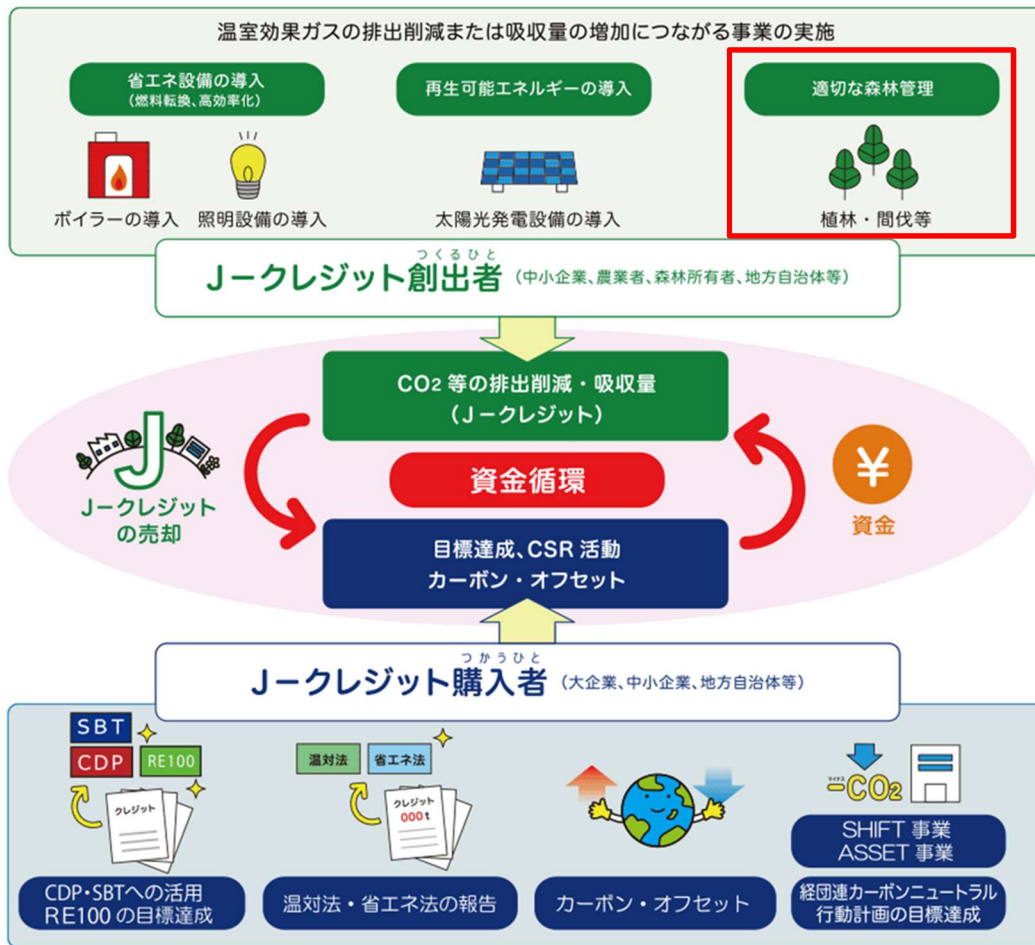 温室効果ガスの排出削減または吸収量の増加につながる事業の実施
省エネ設備の導入
(燃料転換、高効率化)
再生可能エネルギーの導入
適切な森林管理
ボイラーの導入
照明設備の導入
太陽光発電設備の導入
植林・間伐等
つくるひと
J-クレジット創出者(中小企業、農業者、森林所有者、地方自治体等)
CO2 等の排出削減・吸収量
(J-クレジット)
J
J-クレジット
の売却
資金循環
¥
資金
目標達成、CSR 活動
カーボン・オフセット
つかうひと
J-クレジット購入者(大企業、中小企業、地方自治体等)
SBT
CDP
RE100
クレジット
温対法
省エネ法
クレジット
000t
マイナス
-CO2
CDP・SBTへの活用
RE100 の目標達成
温対法・省エネ法の報告
カーボン・オフセット
SHIFT 事業
ASSET 事業
経団連カーボンニュートラル
行動計画の目標達成